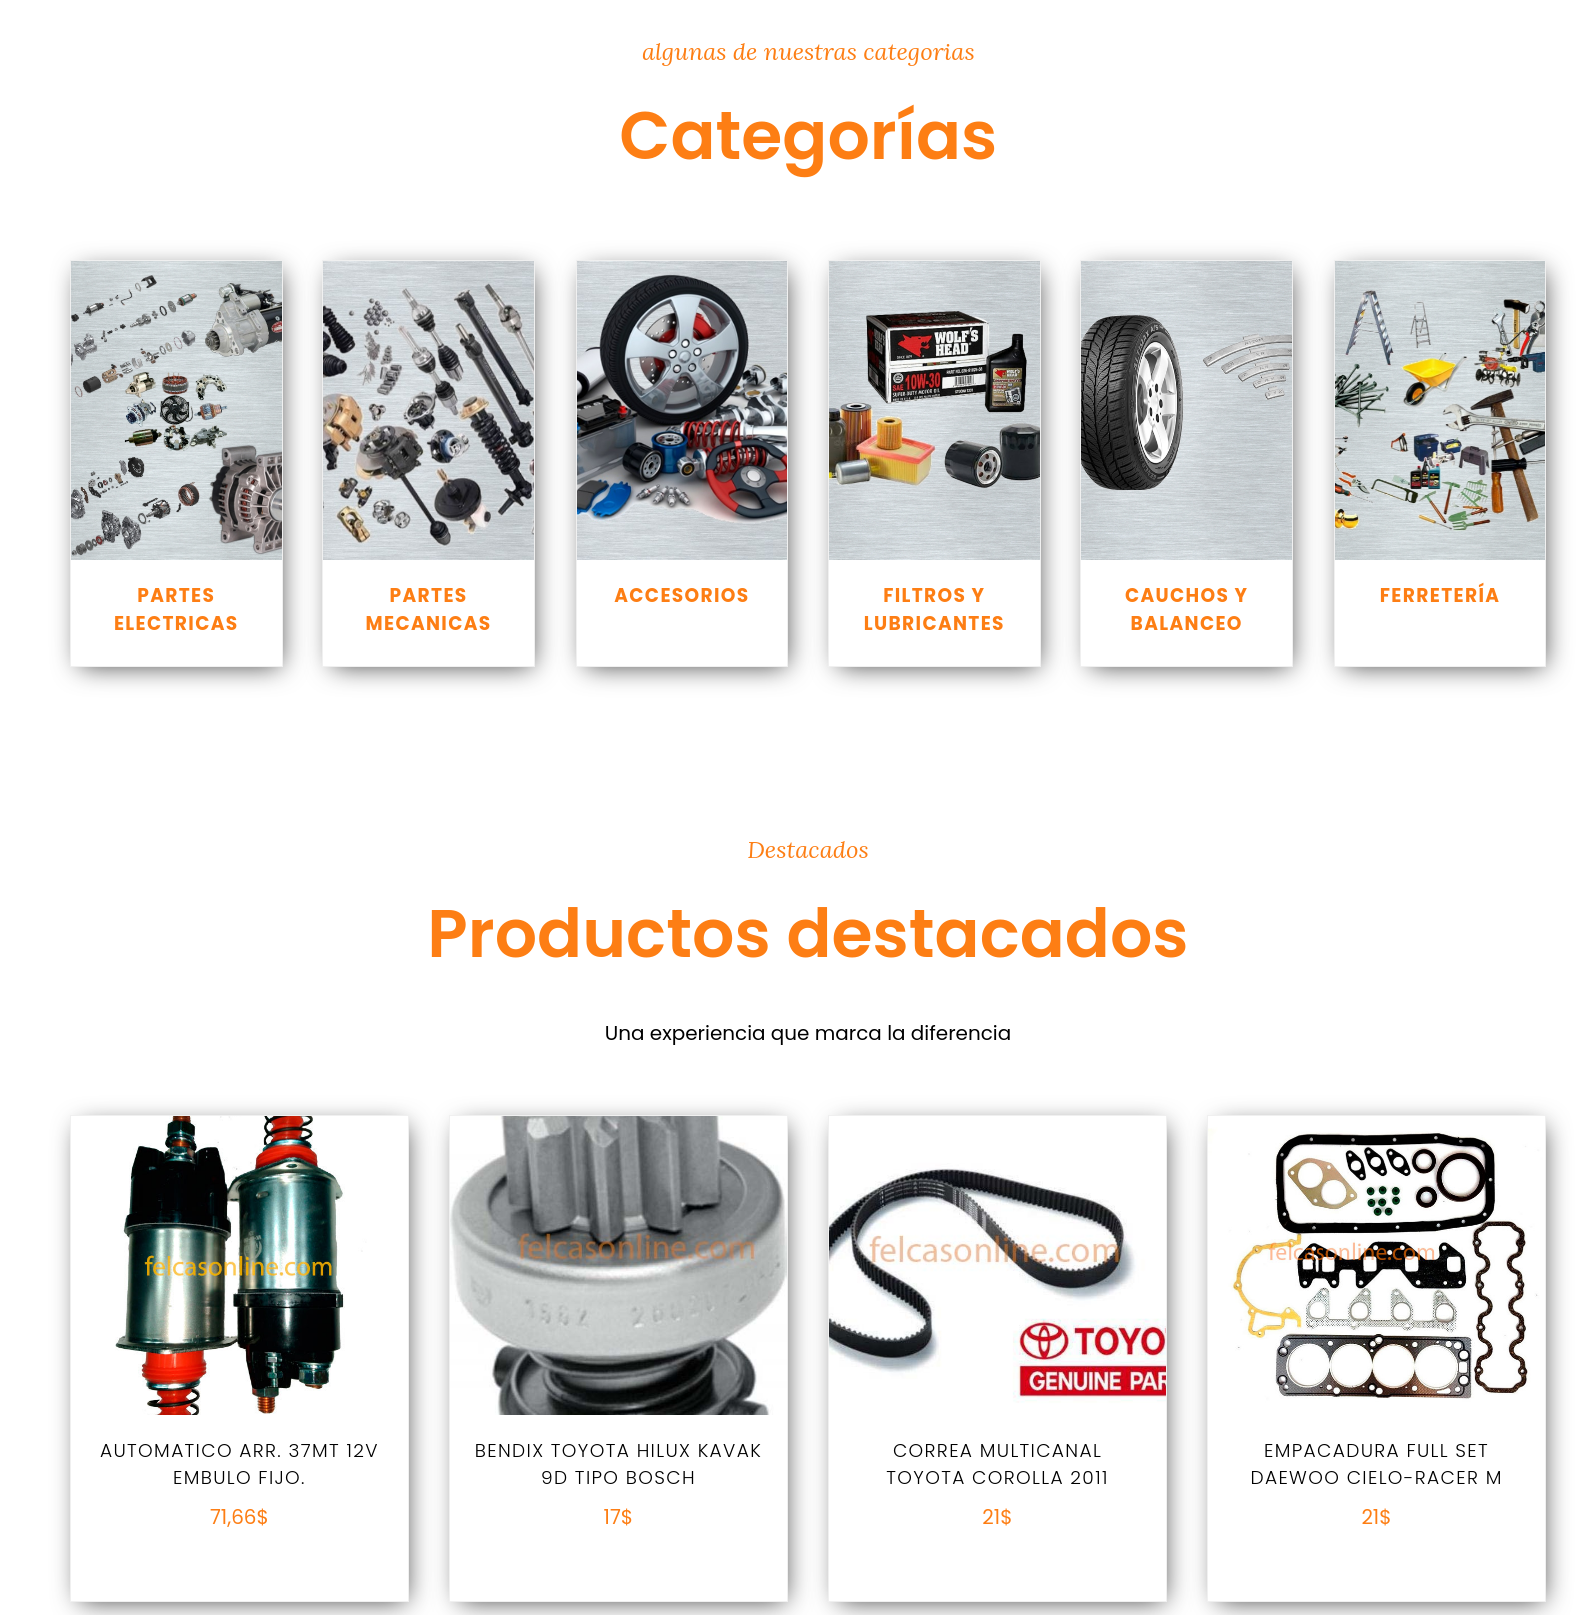 algunas de nuestras categorias
Categorías
WOLF'S
HEAD
SAE 10W-30
PARTES
ELECTRICAS
PARTES
MECANICAS
ACCESORIOS
FILTROS Y
LUBRICANTES
CAUCHOS Y
BALANCEO
FERRETERÍA
Destacados
Productos destacados
Una experiencia que marca la diferencia
felcasonline.com
felcasonline.com
felcasonline.com
TOYO
GENUINE PAR
felcasonline.com
AUTOMATICO ARR. 37MT 12V
EMBULO FIJO.
71,66$
BENDIX TOYOTA HILUX KAVAK
9D TIPO BOSCH
17$
CORREA MULTICANAL
TOYOTA COROLLA 2011
21$
EMPACADURA FULL SET
DAEWOO CIELO-RACER M
21$